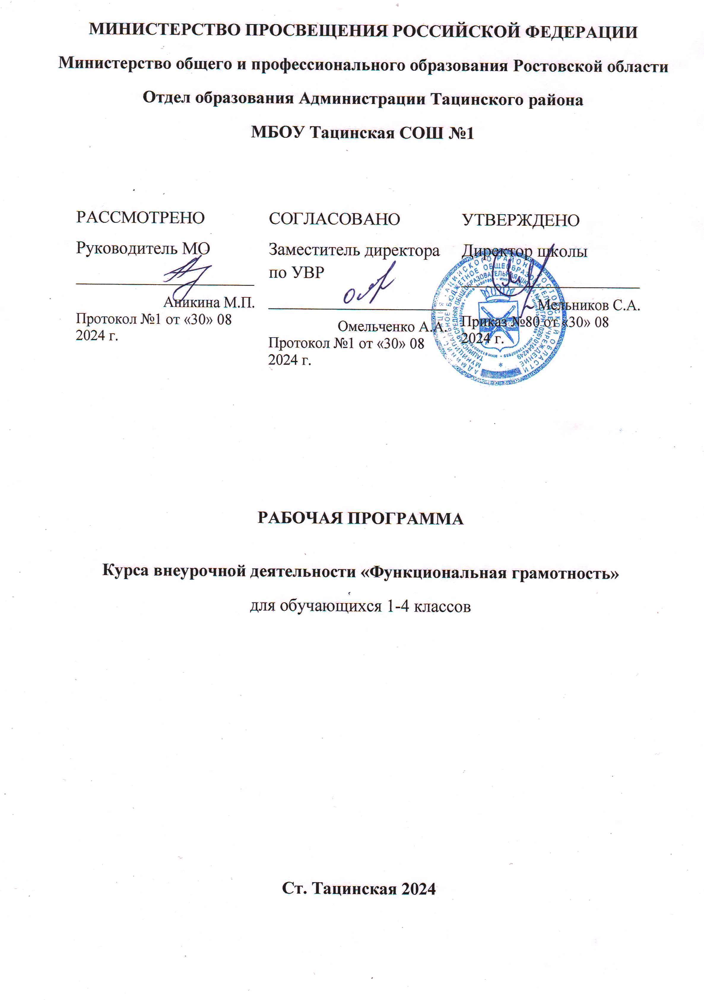 МИНИСТЕРСТВО ПРОСВЕЩЕНИЯ РОССИЙСКОЙ ФЕДЕРАЦИИ
Министерство общего и профессионального образования Ростовской области
Отдел образования Администрации Тацинского района
МБОУ Тацинская СОШ №1
РАССМОТРЕНО
Руководитель МО
Аникина М.П.
Протокол №1 от «30» 08
2024 г.
СОГЛАСОВАНО
Заместитель директора
по УВР
Омельченко А.А.
Протокол №1 от «30» 08
2024 г.
УТВЕРЖДЕНО
Директор школы
Мельников С.А.
Приказ №80 от «30» 08
2024 г.
РАБОЧАЯ ПРОГРАММА
Курса внеурочной деятельности «Функциональная грамотность»
для обучающихся 1-4 классов
Ст. Тацинская 2024